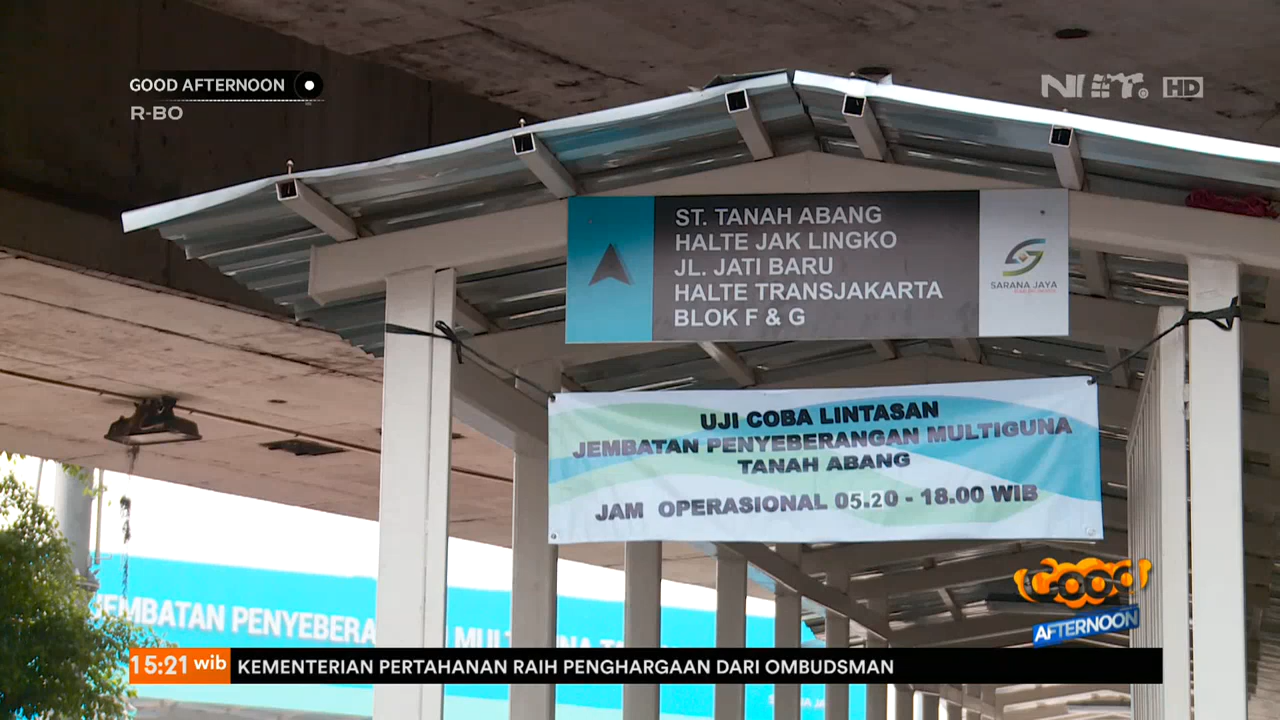 GOOD AFTERNOON
R-BO
NET. HD
ST. TANAH ABANG
HALTE JAK LINGKO
JL. JATI BARU
HALTE TRANSJAKARTA
BLOK F & G
SARANA JAYA
UJI COBA LINTASAN
JEMBATAN PENYEBERANGAN MULTIGUNA
TANAH ABANG
JAM OPERASIONAL 05.20 - 18.00 WIB
JEMBATAN PENYEBERA MULTIGUNA
GOOD
AFTERNOON
15:21 wib KEMENTERIAN PERTAHANAN RAIH PENGHARGAAN DARI OMBUDSMAN